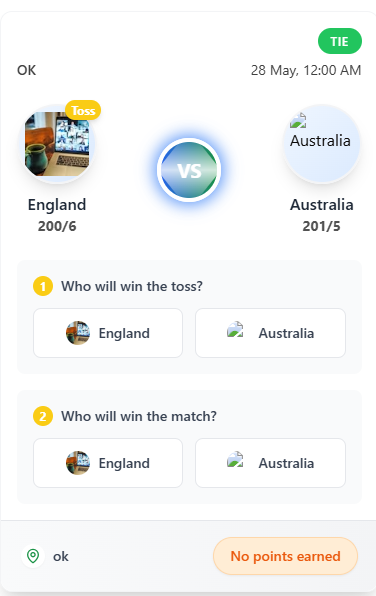 TIE
OK 28 May, 12:00 AM
Toss
Australia
VS
England Australia
200/6 201/5
1 Who will win the toss?
England Australia
2 Who will win the match?
England Australia
ok No points earned